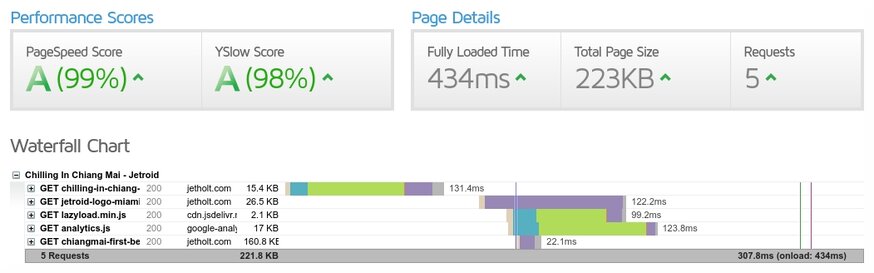 Performance Scores
Page Details
PageSpeed Score
A (99%)
YSlow Score
A (98%)
Fully Loaded Time
434ms
Total Page Size
223KB
Requests
5
Waterfall Chart
Chilling In Chiang Mai - Jetroid
GET chilling-in-chiang- 200 jetholt.com 15.4 KB 131.4ms
GET jetroid-logo-miami 200 jetholt.com 26.5 KB 122.2ms
GET lazyload.min.js 200 cdn.jsdelivr.r 2.1 KB 99.2ms
GET analytics.js 200 google-analy 17 KB 123.8ms
GET changmai-first-be 200 jetholt.com 160.8 KB 22.1ms
5 Requests 221.8 KB 307.8ms (onload: 434ms)